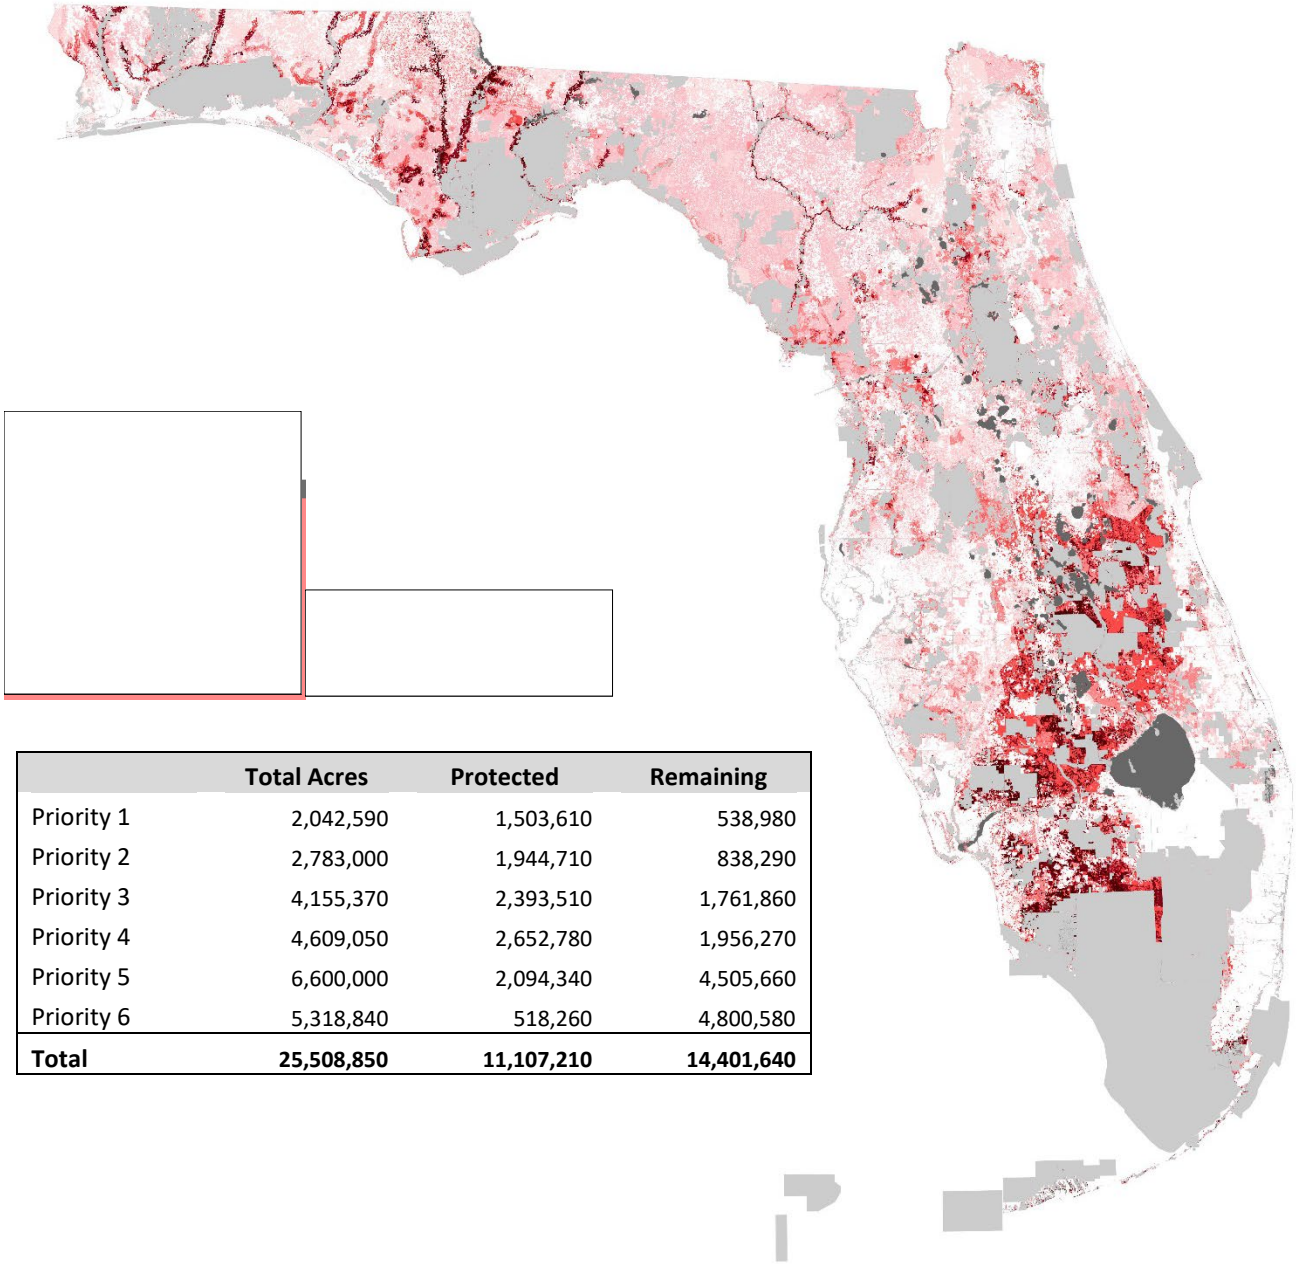 Total Acres Protected Remaining
Priority 1 2,042,590 1,503,610 538,980
Priority 2 2,783,000 1,944,710 838,290
Priority 3 4,155,370 2,393,510 1,761,860
Priority 4 4,609,050 2,652,780 1,956,270
Priority 5 6,600,000 2,094,340 4,505,660
Priority 6 5,318,840 518,260 4,800,580
Total 25,508,850 11,107,210 14,401,640